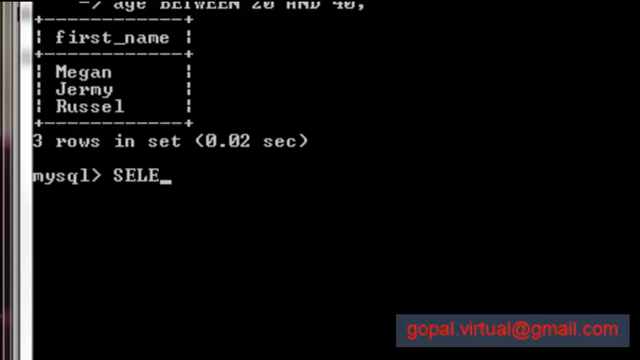 -> age BETWEEN 20 AND 40;
+------------+
| first_name |
+------------+
| Megan |
| Jermy |
| Russel |
+------------+
3 rows in set (0.02 sec)
mysql> SELE_
gopal.virtual@gmail.com